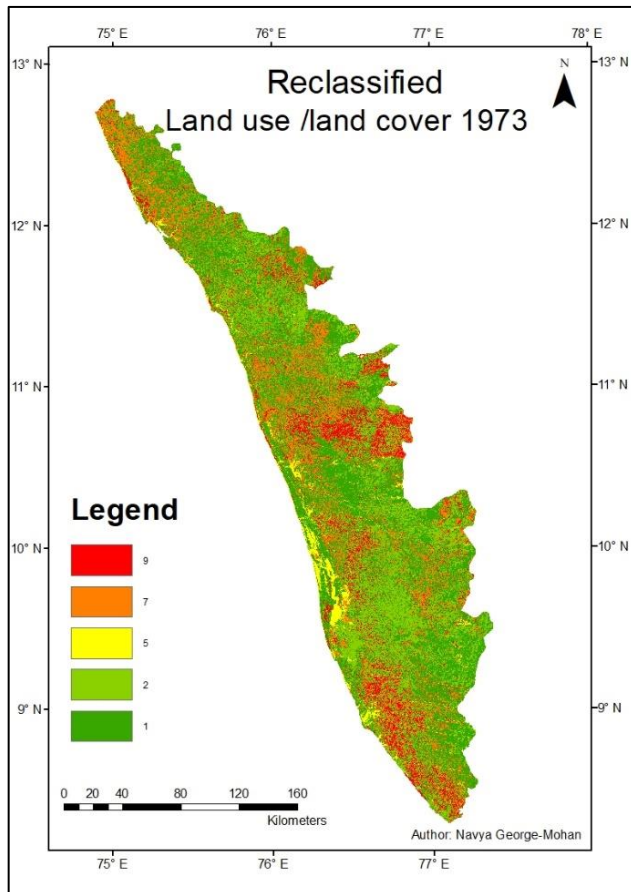 75° E 76° E 77° E 78° E
13° N 13° N
Reclassified
Land use /land cover 1973
N
12° N 12° N
11° N 11° N
Legend
10° N 10° N
9
7
5
2
1
9° N 9° N
0 20 40 80 120 160
Kilometers
Author: Navya George-Mohan
75° E 76° E 77° E